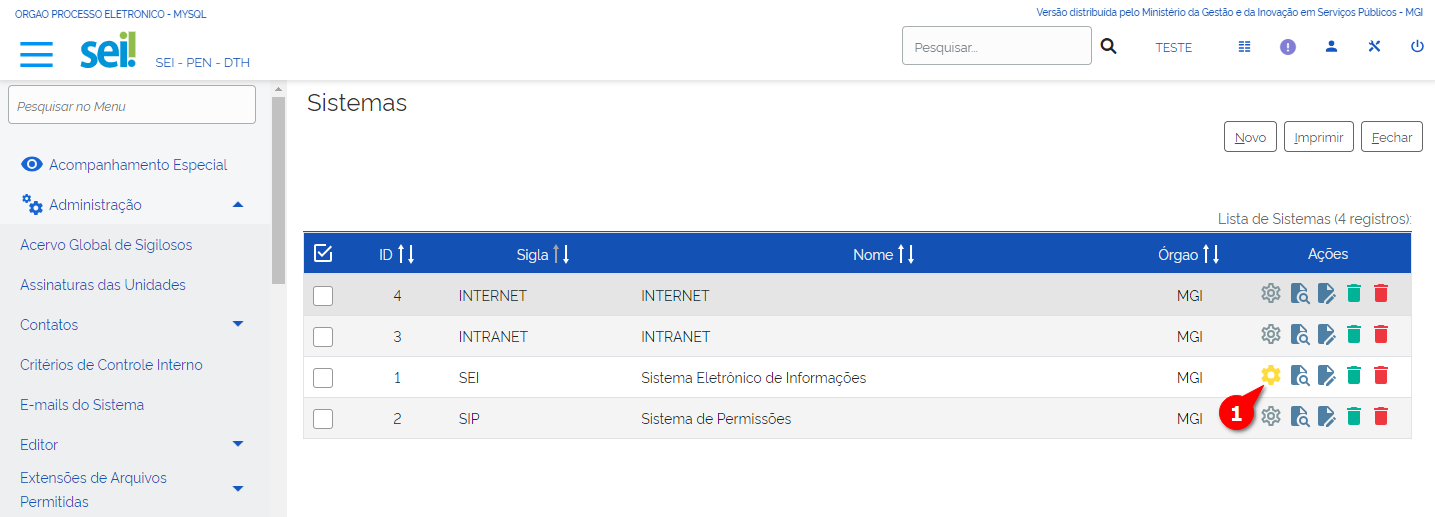 ORGAO PROCESSO ELETRONICO - MYSQL
Versão distribuída pelo Ministério da Gestão e da Inovação em Serviços Públicos - MGI
sei!
SEI - PEN - DTH
Pesquisar...
TESTE
Pesquisar no Menu
Acompanhamento Especial
Administração
Acervo Global de Sigilosos
Assinaturas das Unidades
Contatos
Critérios de Controle Interno
E-mails do Sistema
Editor
Extensões de Arquivos
Permitidas
Sistemas
Novo Imprimir Fechar
Lista de Sistemas (4 registros):
ID Sigla Nome Órgao Ações
4 INTERNET INTERNET MGI
3 INTRANET INTRANET MGI
1 SEI Sistema Eletrônico de Informações MGI
1
2 SIP Sistema de Permissões MGI